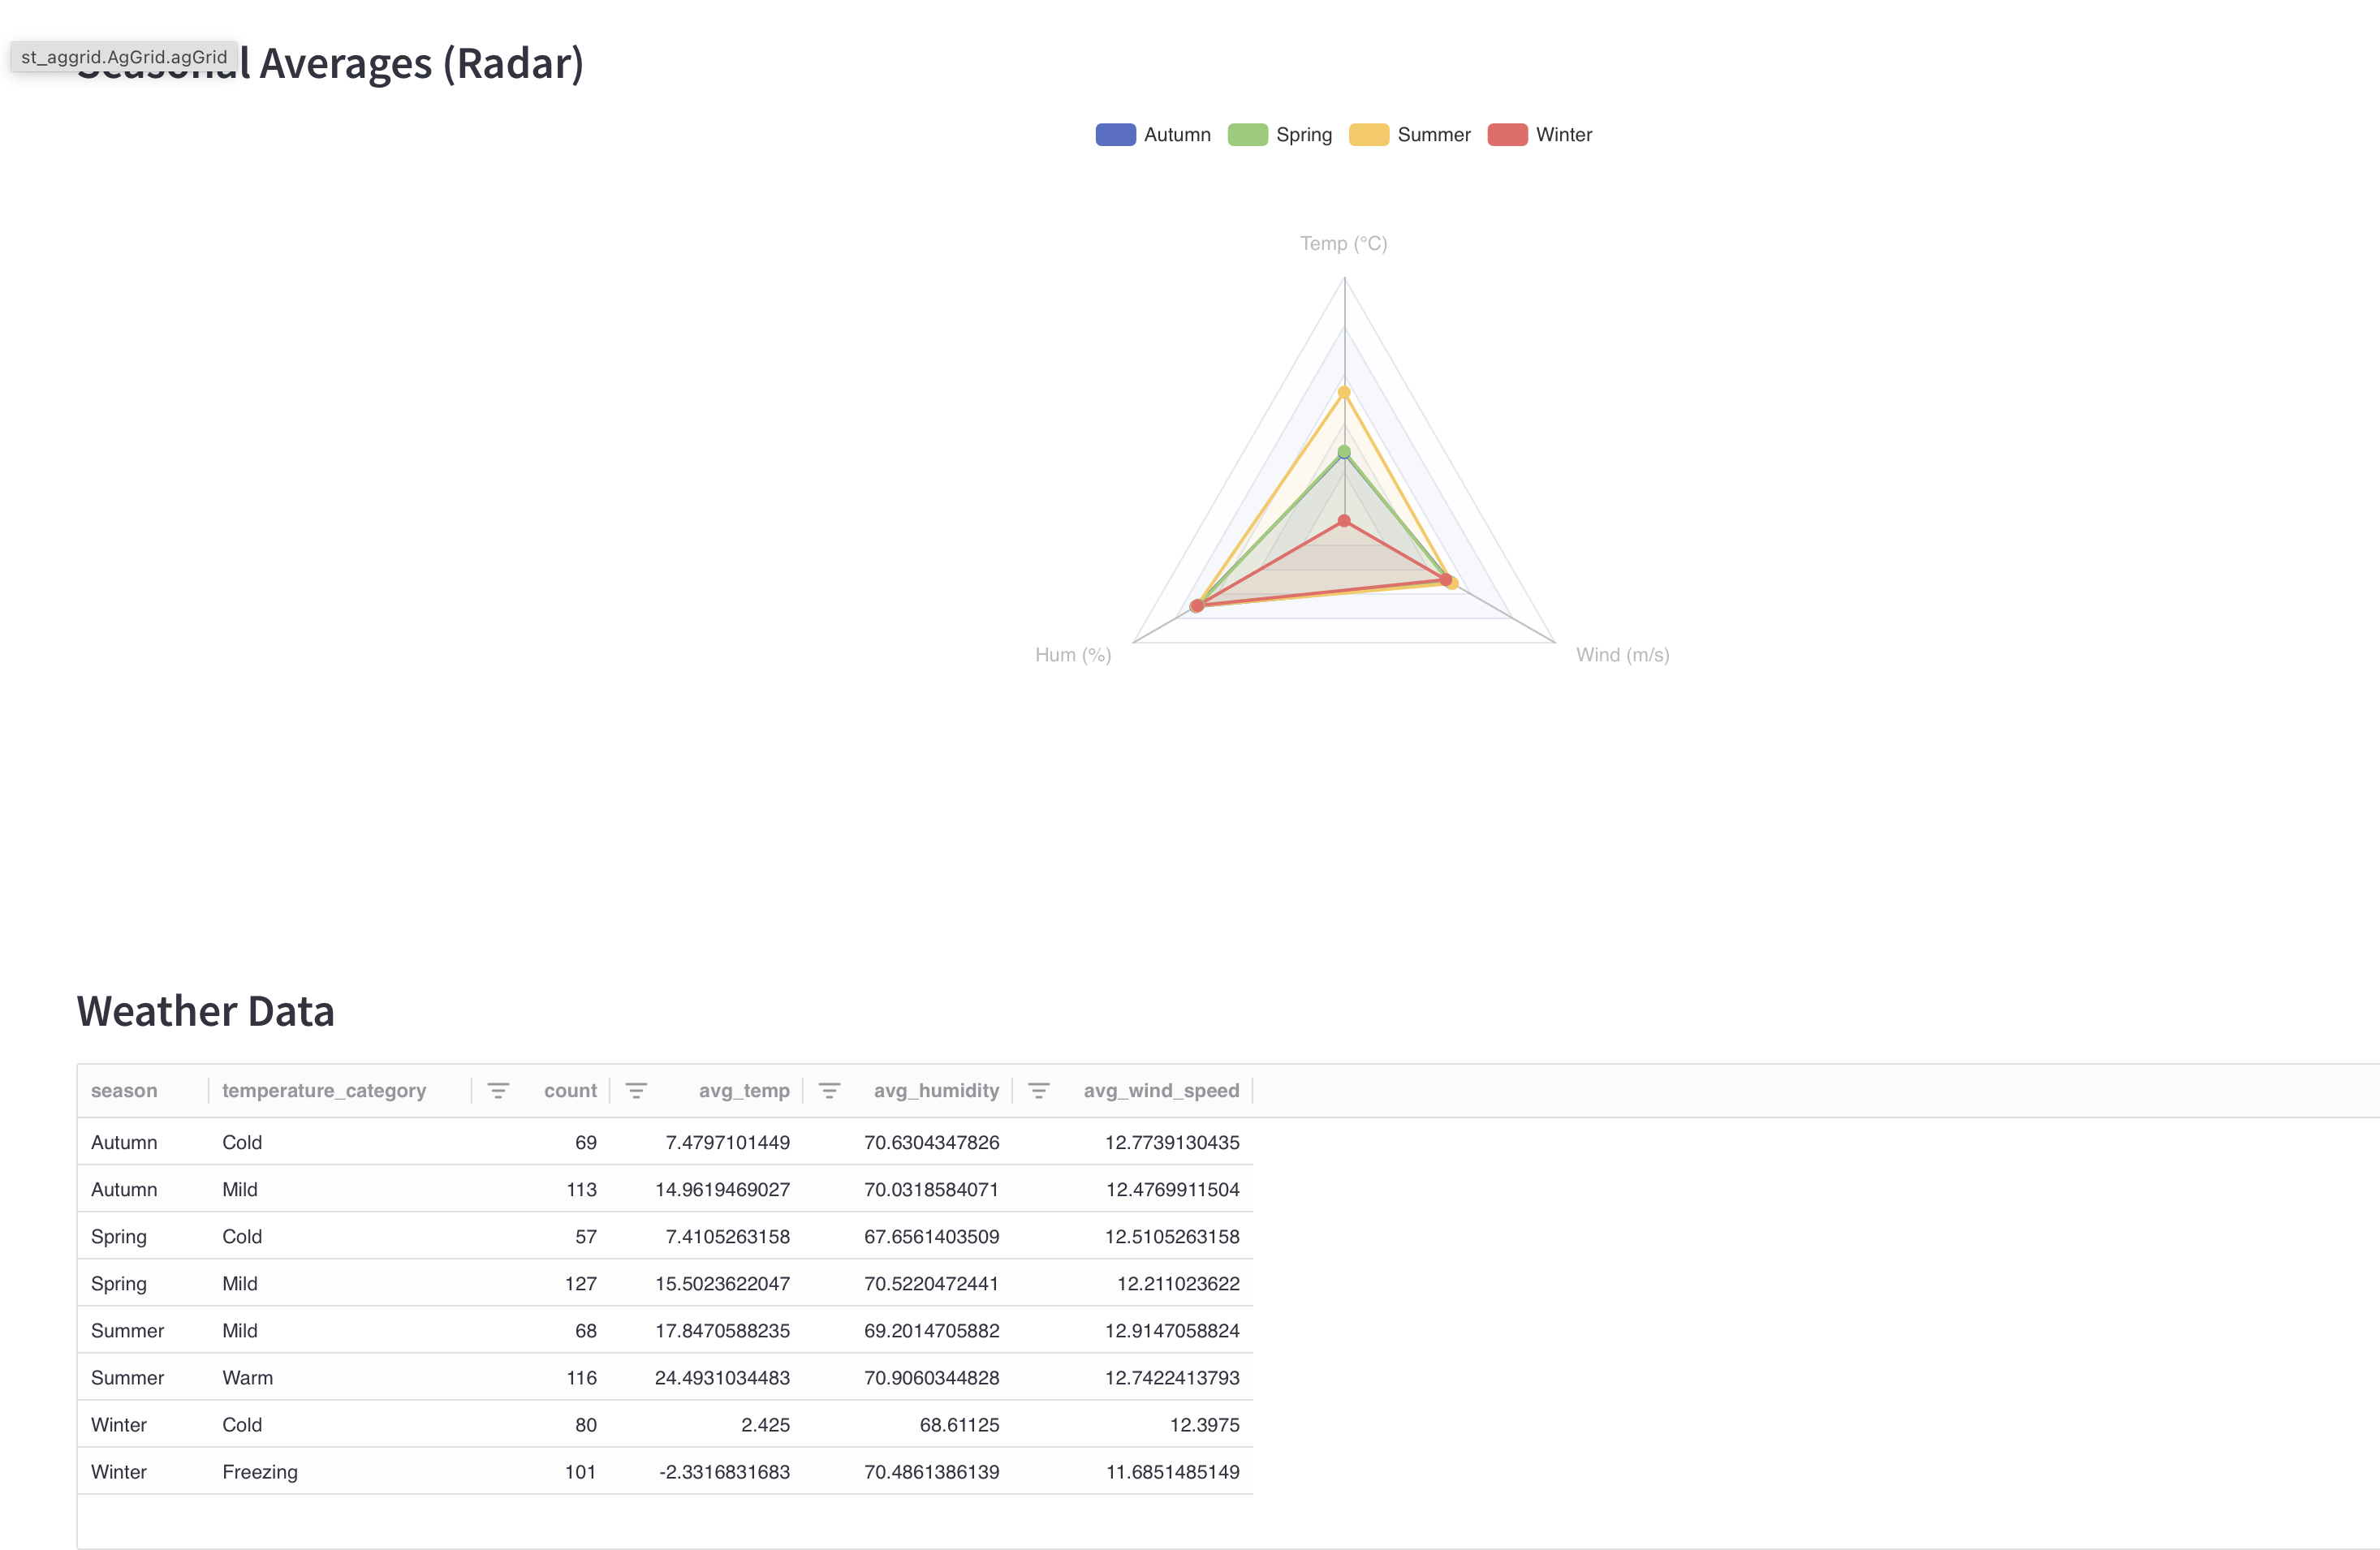 st_aggrid.AgGrid.agGrid
Seasonal Averages (Radar)
Autumn Spring Summer Winter
Temp (°C)
Hum (%) Wind (m/s)
Weather Data
season temperature_category count avg_temp avg_humidity avg_wind_speed
Autumn Cold 69 7.4797101449 70.6304347826 12.7739130435
Autumn Mild 113 14.9619469027 70.0318584071 12.4769911504
Spring Cold 57 7.4105263158 67.6561403509 12.5105263158
Spring Mild 127 15.5023622047 70.5220472441 12.211023622
Summer Mild 68 17.8470588235 69.2014705882 12.9147058824
Summer Warm 116 24.4931034483 70.9060344828 12.7422413793
Winter Cold 80 2.425 68.61125 12.3975
Winter Freezing 101 -2.3316831683 70.4861386139 11.6851485149